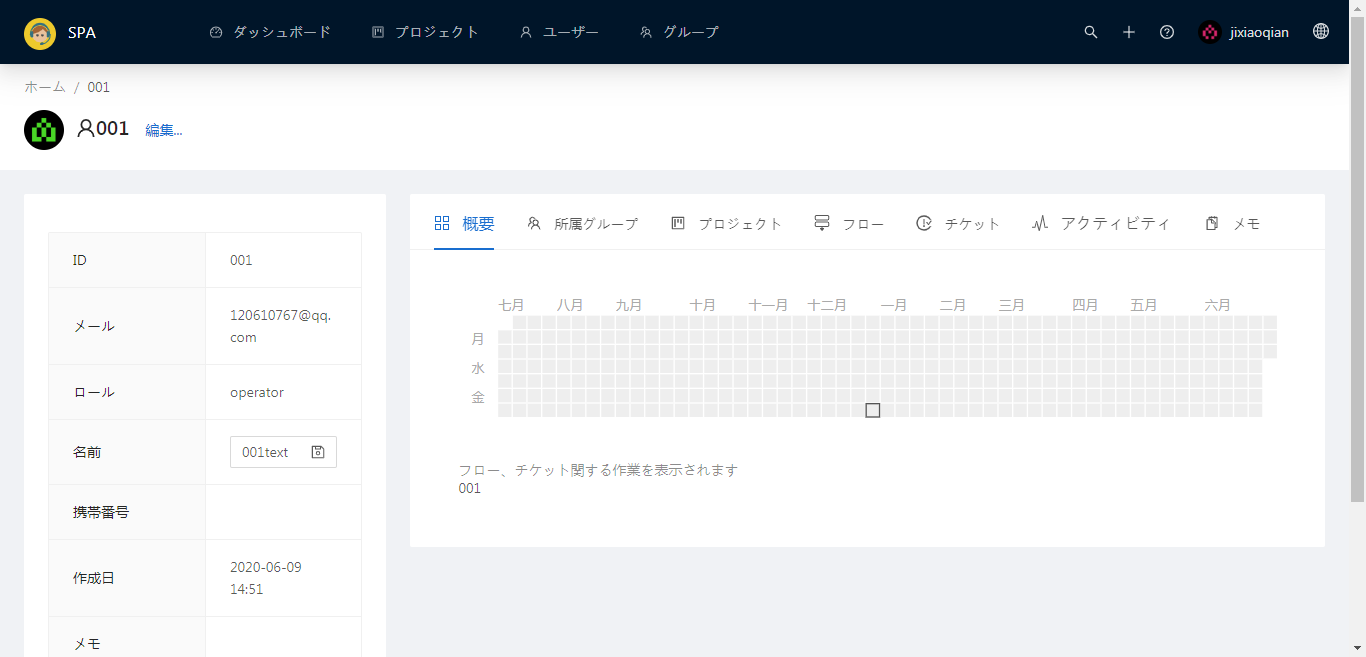 SPA ダッシュボード プロジェクト ユーザー グループ jixiaoqian
ホーム / 001
001 編集...
概要 所属グループ プロジェクト フロー チケット アクティビティ メモ
ID 001
メール 120610767@qq.
com
ロール operator
名前 001text
携帯番号
作成日 2020-06-09
14:51
メモ
七月 八月 九月 十月 十一月 十二月 一月 二月 三月 四月 五月 六月
月
水
金
フロー、チケット関する作業を表示されます
001